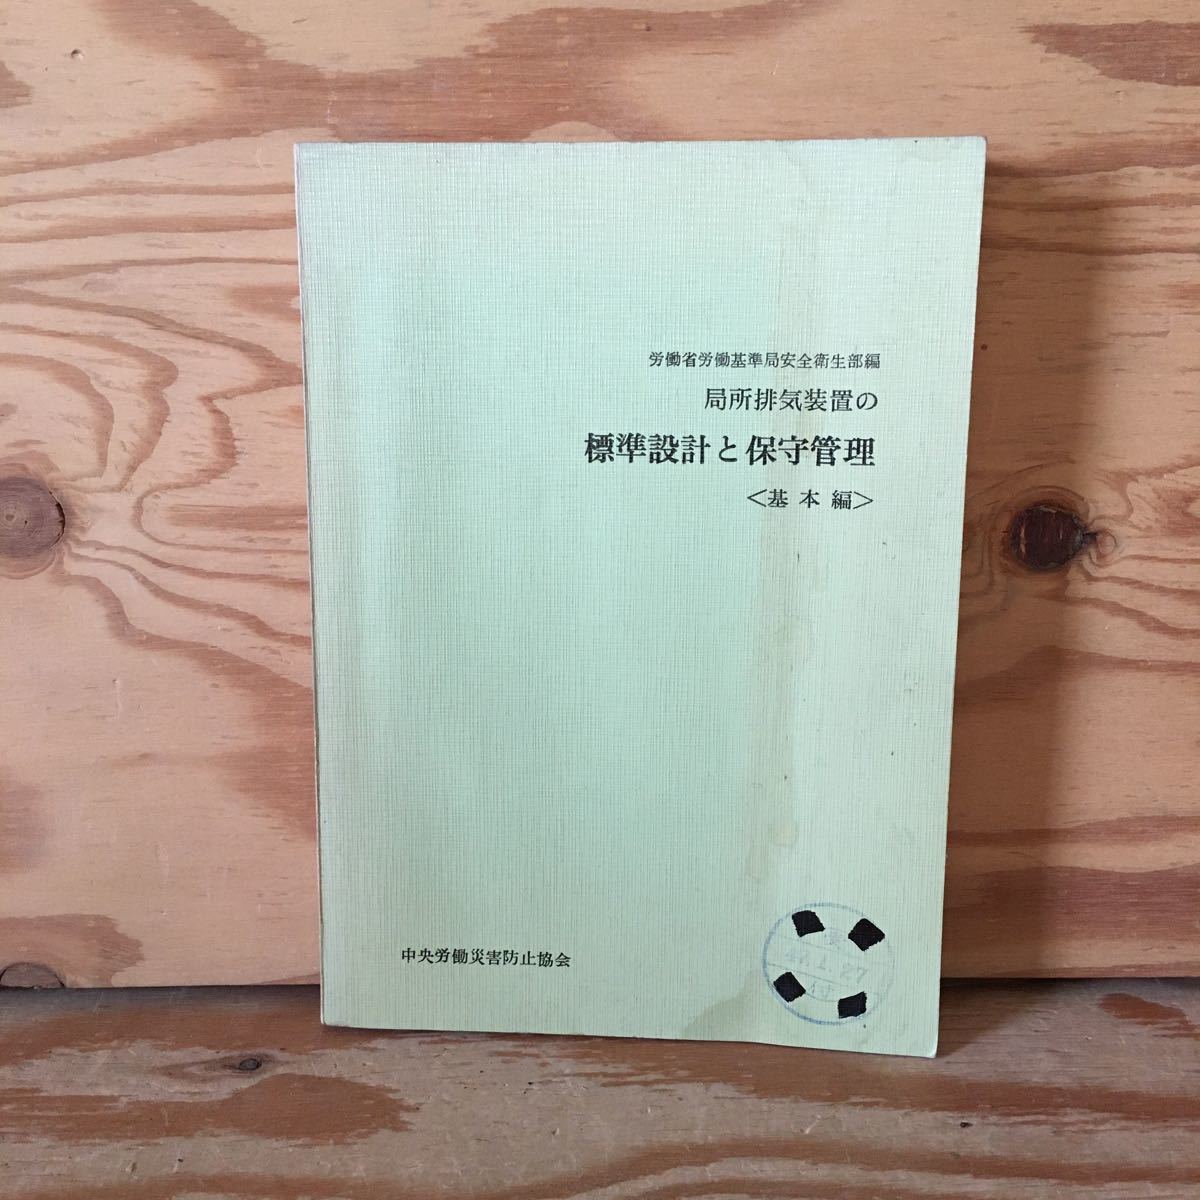 労働省労働基準局安全衛生部編
局所排気装置の
標準設計と保守管理
<基本編>
中央労働災害防止協会
受
付